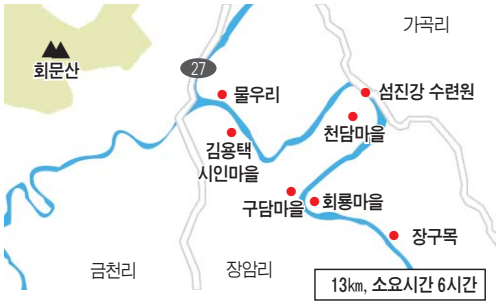 가곡리
회문산
27
물우리
섬진강 수련원
천담마을
김용택
시인마을
구담마을
회룡마을
장구목
금천리
장암리
13km, 소요시간 6시간